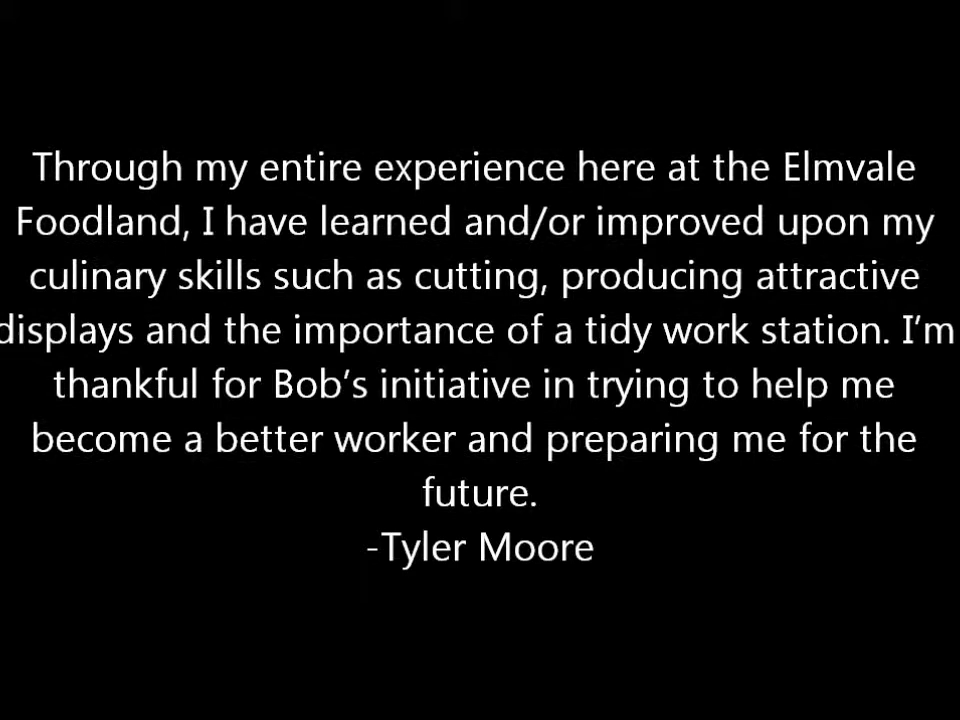 Through my entire experience here at the Elmvale
Foodland, I have learned and/or improved upon my
culinary skills such as cutting, producing attractive
displays and the importance of a tidy work station. I'm
thankful for Bob's initiative in trying to help me
become a better worker and preparing me for the
future.
-Tyler Moore